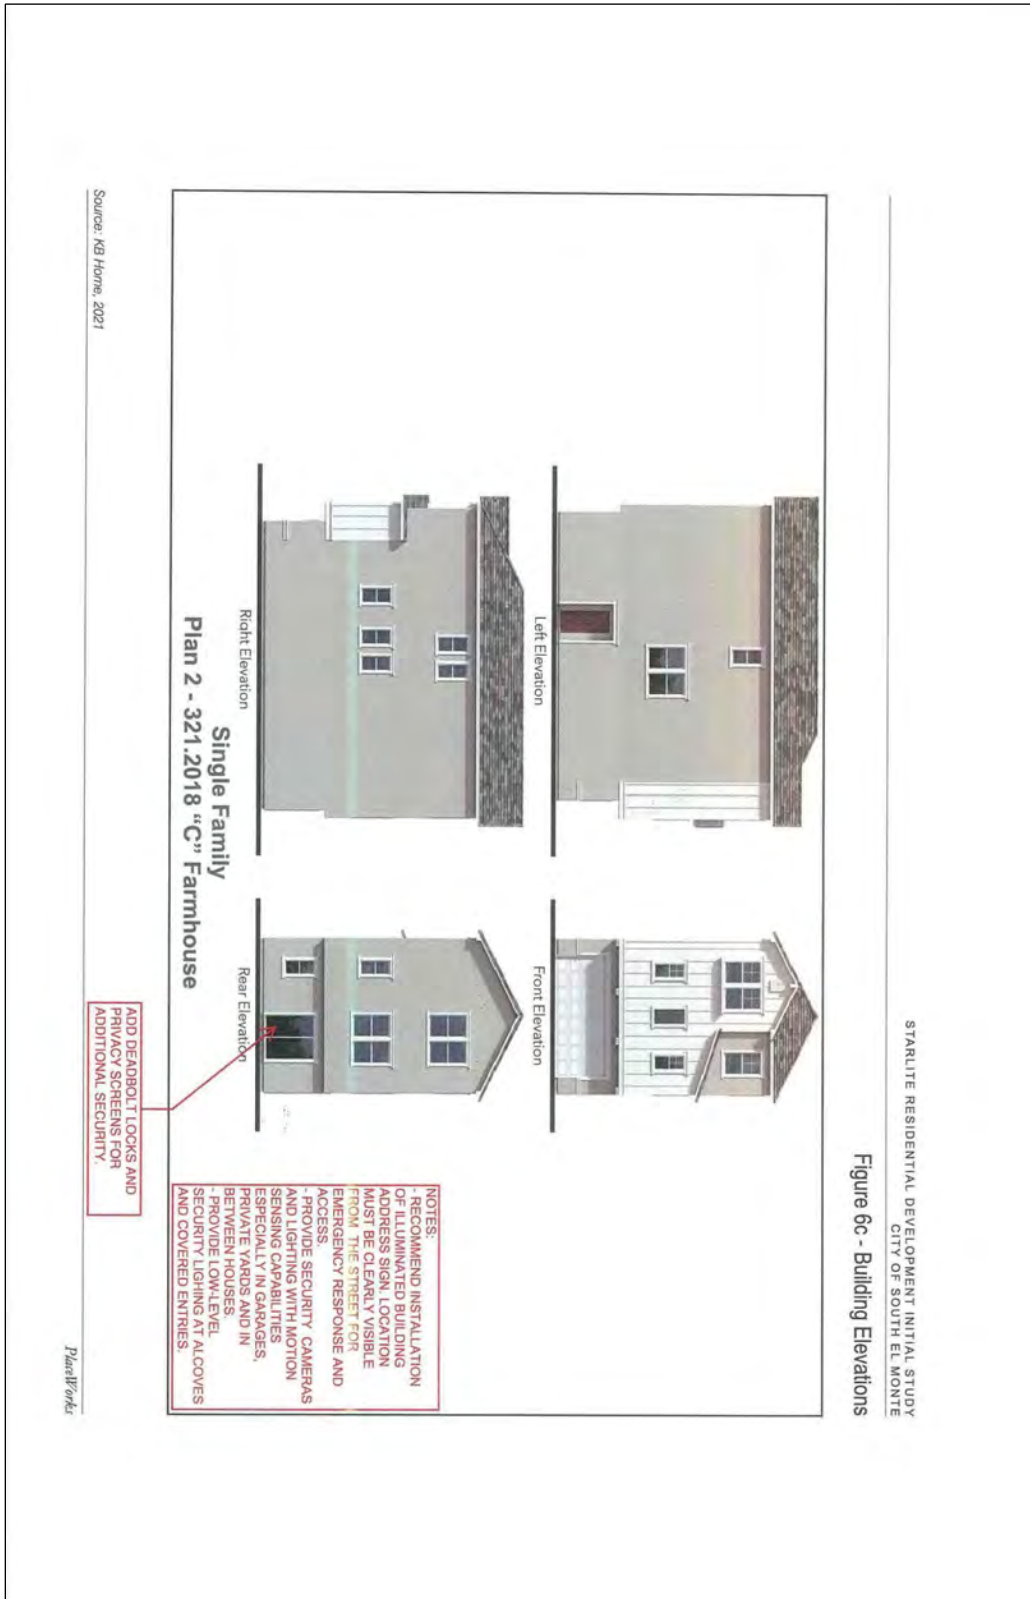 STARLITE RESIDENTIAL DEVELOPMENT INITIAL STUDY
CITY OF SOUTH EL MONTE
Figure 6c - Building Elevations
Left Elevation
Front Elevation
Right Elevation
Rear Elevation
Single Family
Plan 2 - 321.2018 “C” Farmhouse
NOTES:
- RECOMMEND INSTALLATION
OF ILLUMINATED BUILDING
ADDRESS SIGN. LOCATION
MUST BE CLEARLY VISIBLE
FROM THE STREET FOR
EMERGENCY RESPONSE AND
ACCESS.
- PROVIDE SECURITY CAMERAS
AND LIGHTING WITH MOTION
SENSING CAPABILITIES
ESPECIALLY IN GARAGES,
PRIVATE YARDS AND IN
BETWEEN HOUSES.
- PROVIDE LOW-LEVEL
SECURITY LIGHING AT ALCOVES
AND COVERED ENTRIES.
ADD DEADBOLT LOCKS AND
PRIVACY SCREENS FOR
ADDITIONAL SECURITY.
Source: KB Home, 2021
PlaceWorks